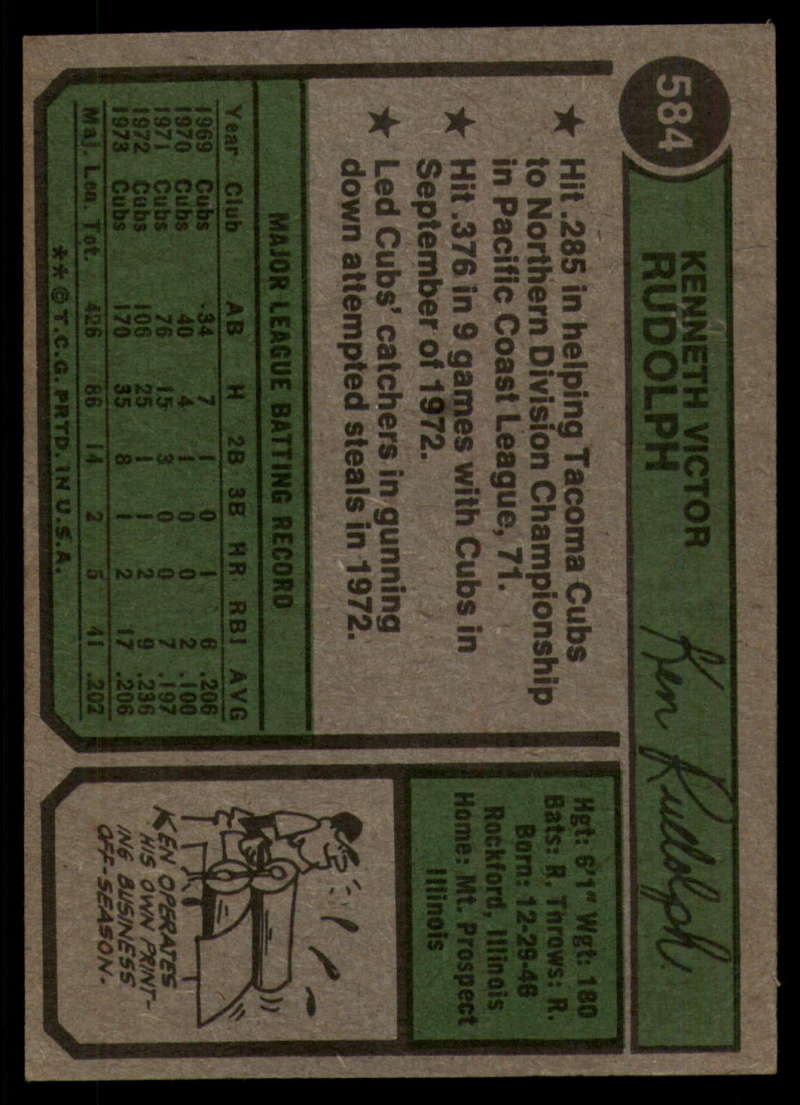 584
KENNETH VICTOR
RUDOLPH
Ken Rudolph
★ Hit .285 in helping Tacoma Cubs
to Northern Division Championship
in Pacific Coast League, 71.
★ Hit .376 in 9 games with Cubs in
September of 1972.
★ Led Cubs' catchers in gunning
down attempted steals in 1972.
Hgt: 6'1" Wgt: 180
Bats: R. Throws: R.
Born: 12-29-46
Rockford, Illinois
Home: Mt. Prospect
Illinois
MAJOR LEAGUE BATTING RECORD
Year Club AB H 2B 3B HR RBI AVG
1969 Cubs 34 7 1 0 1 6 .206
1970 Cubs 40 4 1 0 0 2 .100
1971 Cubs 76 15 3 0 0 7 .197
1972 Cubs 106 25 1 1 2 9 .236
1973 Cubs 170 35 8 1 2 17 .206
Maj. Lea. Tot. 426 86 14 2 5 41 .202
**©T.C.G. PRTD. IN U.S.A.
KEN OPERATES
HIS OWN PRINT-
ING BUSINESS
OFF-SEASON.